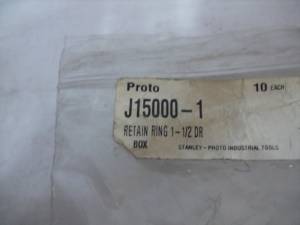 Proto 10 EACH
J15000-1
RETAIN RING 1-1/2 DR
BOX STANLEY-PROTO INDUSTRIAL TOOLS